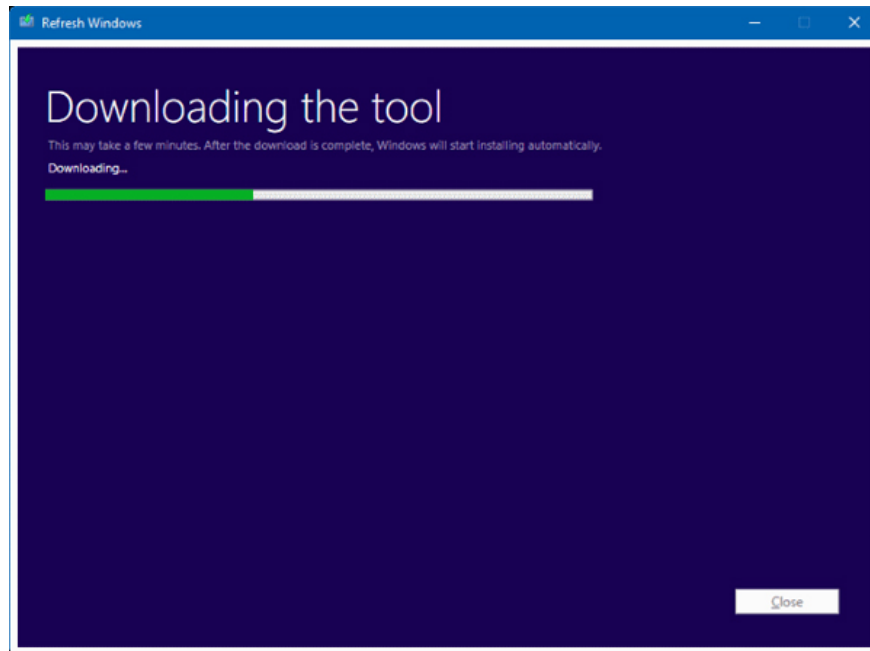 Refresh Windows
Downloading the tool
This may take a few minutes. After the download is complete, Windows will start installing automatically.
Downloading...
Close